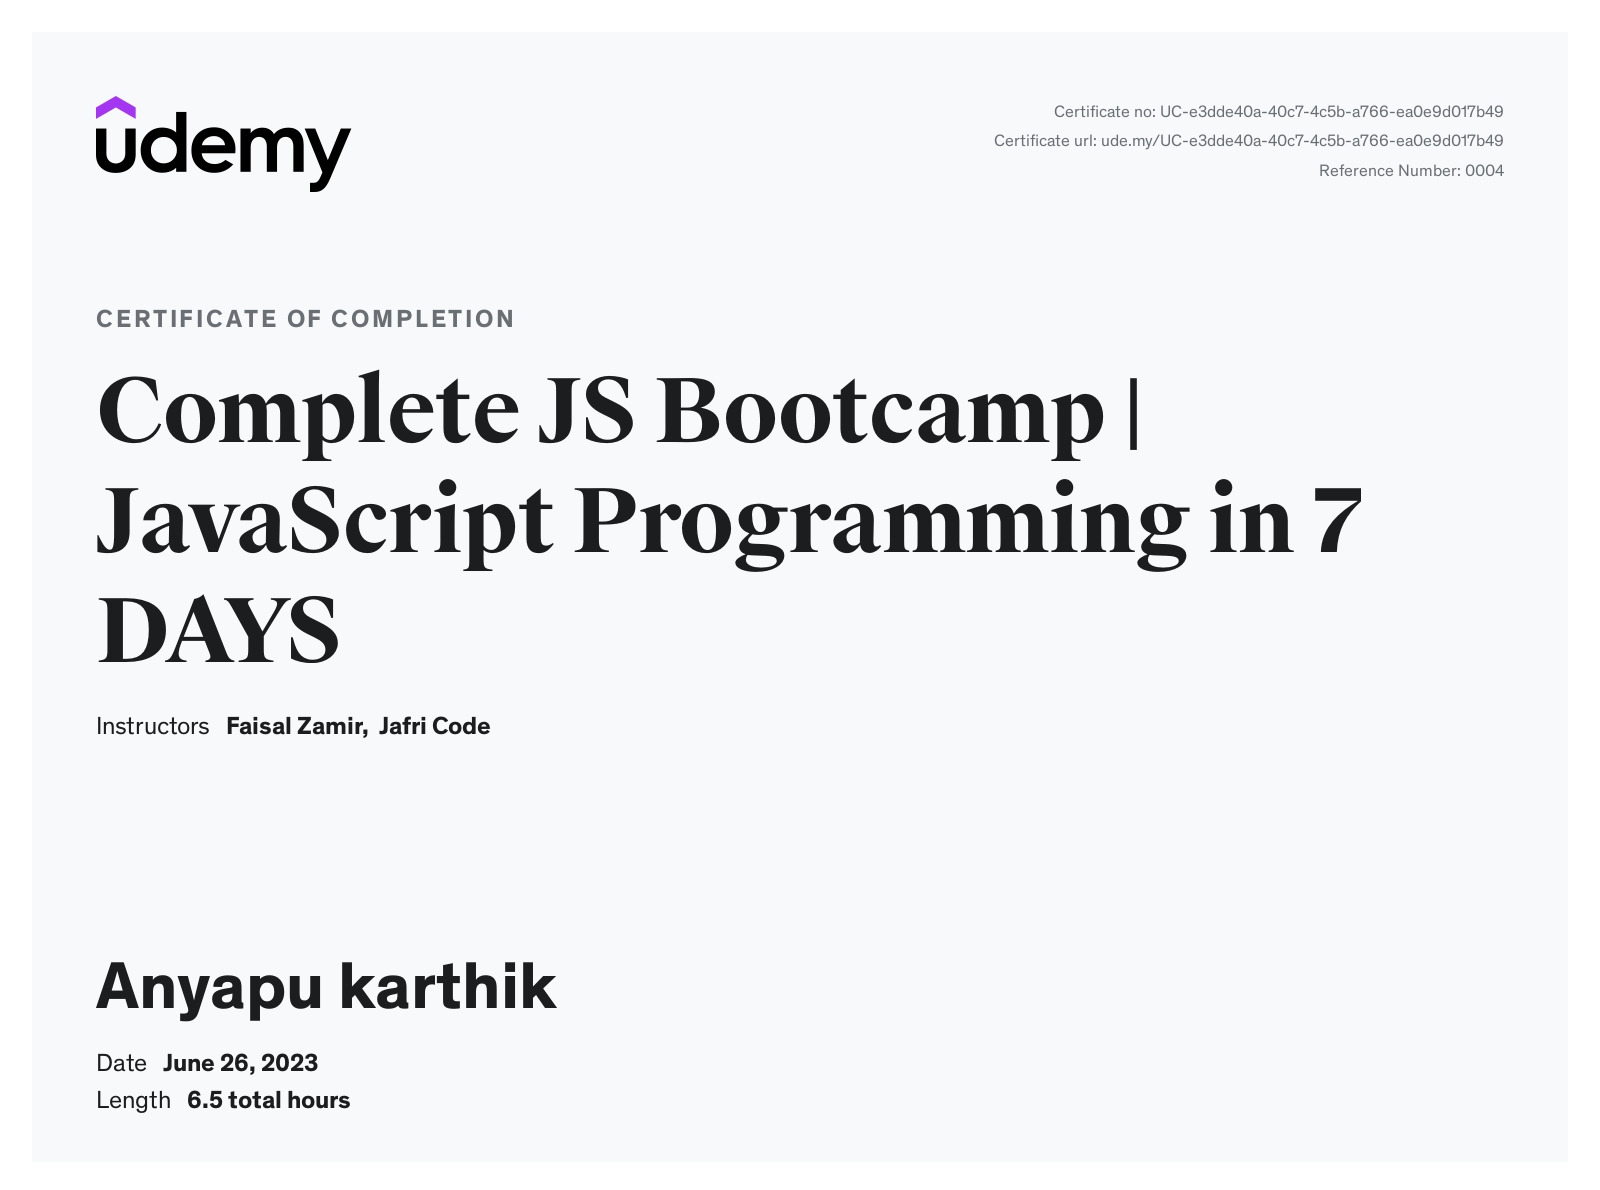 udemy
Certificate no: UC-e3dde40a-40c7-4c5b-a766-ea0e9d017b49
Certificate url: ude.my/UC-e3dde40a-40c7-4c5b-a766-ea0e9d017b49
Reference Number: 0004
CERTIFICATE OF COMPLETION
Complete JS Bootcamp |
JavaScript Programming in 7
DAYS
Instructors Faisal Zamir, Jafri Code
Anyapu karthik
Date June 26, 2023
Length 6.5 total hours